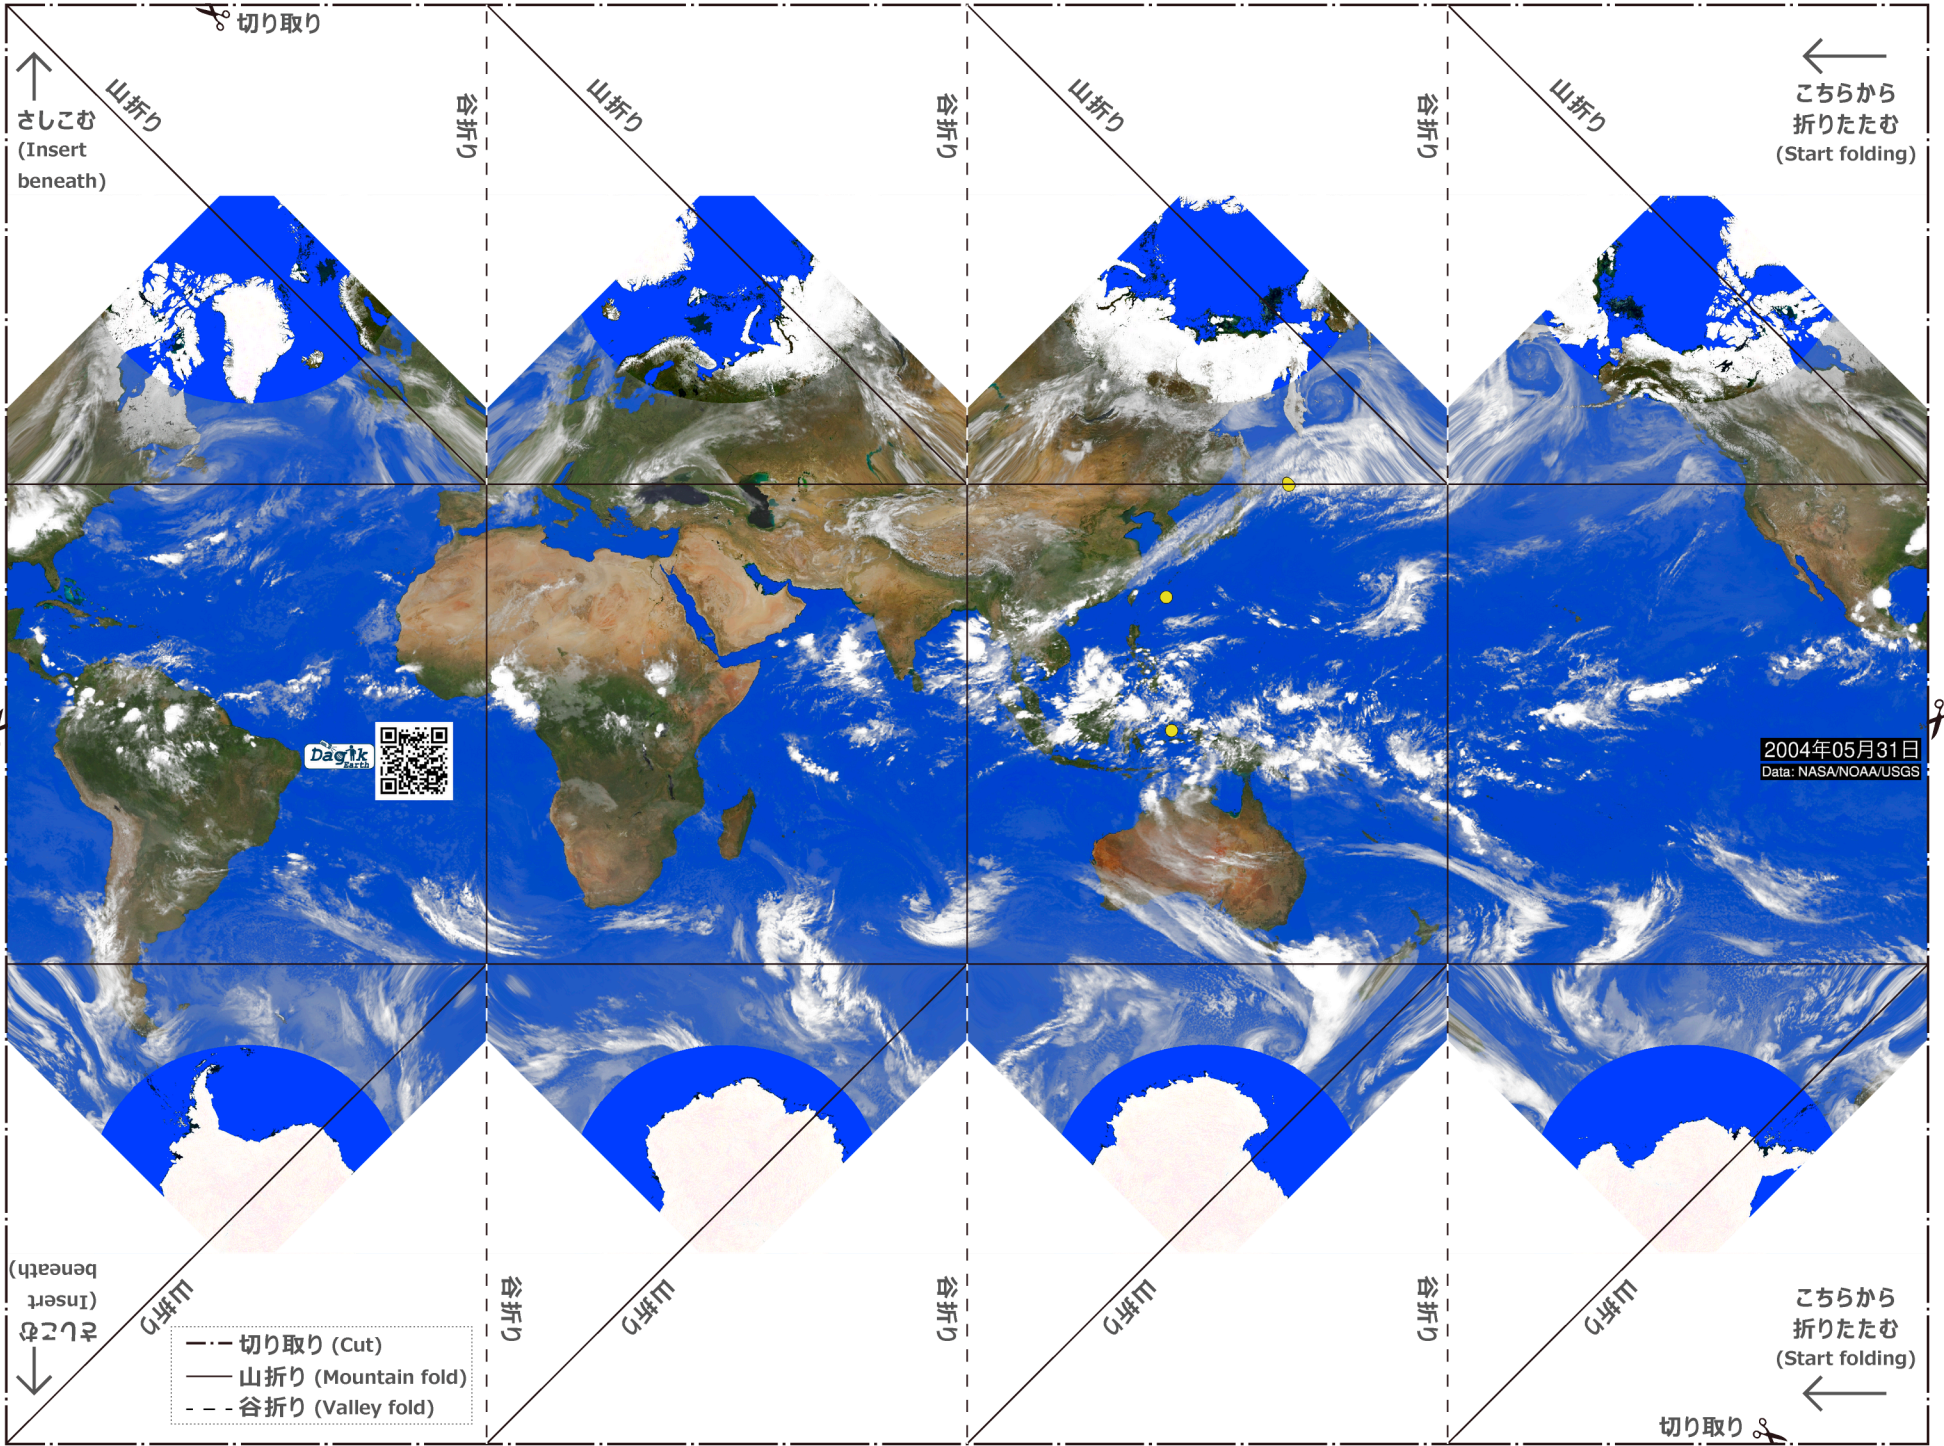 切り取り
さしこむ
(Insert
beneath)
山折り
谷折り
山折り
谷折り
山折り
谷折り
山折り
こちらから
折りたたむ
(Start folding)
Dagik
Earth
2004年05月31日
Data: NASA/NOAA/USGS
さしこむ
(Insert
beneath)
山折り
谷折り
山折り
谷折り
山折り
谷折り
山折り
こちらから
折りたたむ
(Start folding)
切り取り (Cut)
山折り (Mountain fold)
谷折り (Valley fold)
切り取り